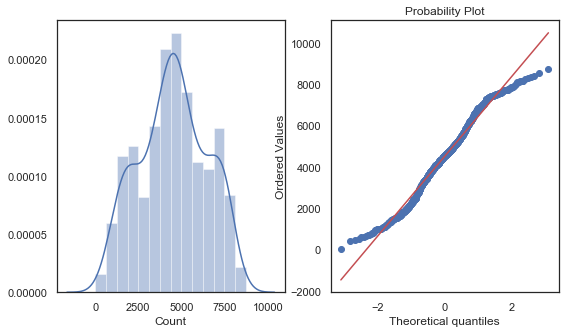 0.00020
0.00015
0.00010
0.00005
0.00000
0 2500 5000 7500 10000
Count
Probability Plot
10000
8000
6000
4000
2000
0
−2000
Ordered Values
−2 0 2
Theoretical quantiles